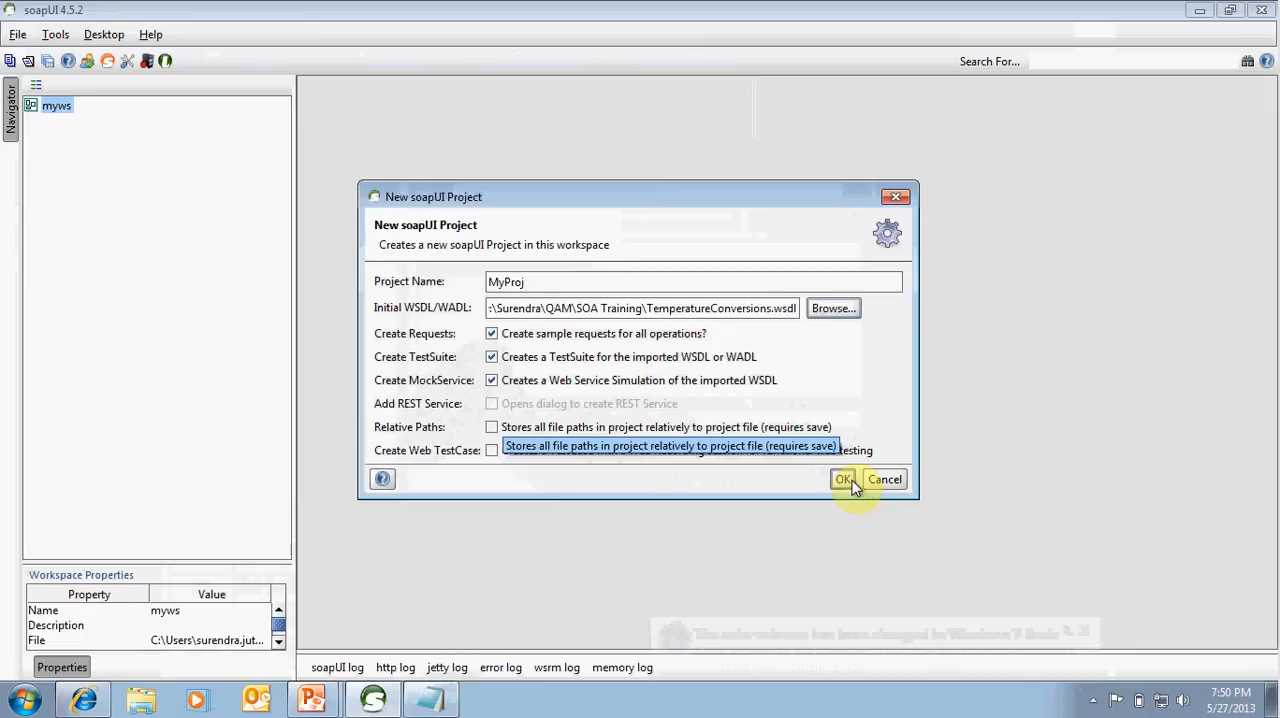 soapUI 4.5.2
File Tools Desktop Help
Search For...
Navigator
myws
New soapUI Project
New soapUI Project
Creates a new soapUI Project in this workspace
Project Name: MyProj
Initial WSDL/WADL: :\Surendra\QAM\SOA Training\TemperatureConversions.wsdl Browse...
Create Requests: Create sample requests for all operations?
Create TestSuite: Creates a TestSuite for the imported WSDL or WADL
Create MockService: Creates a Web Service Simulation of the imported WSDL
Add REST Service: Opens dialog to create REST Service
Relative Paths: Stores all file paths in project relatively to project file (requires save)
Stores all file paths in project relatively to project file (requires save)
Create Web TestCase: testing
OK Cancel
Workspace Properties
Property Value
Name myws
Description
File C:\Users\surendra.jut...
Properties
soapUI log http log jetty log error log wsrm log memory log
7:50 PM
5/27/2013